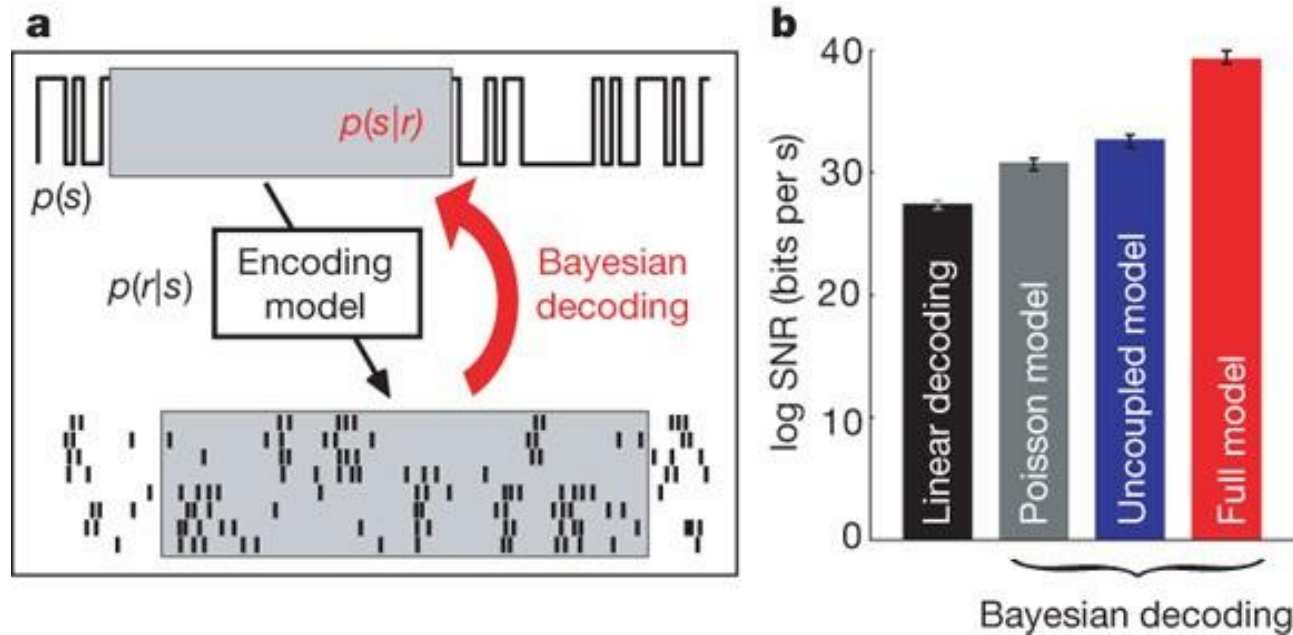 a
p(s|r)
p(s)
p(r|s)
Encoding
model
Bayesian
decoding
b
log SNR (bits per s)
40
30
20
10
0
Linear decoding
Poisson model
Uncoupled model
Full model
Bayesian decoding